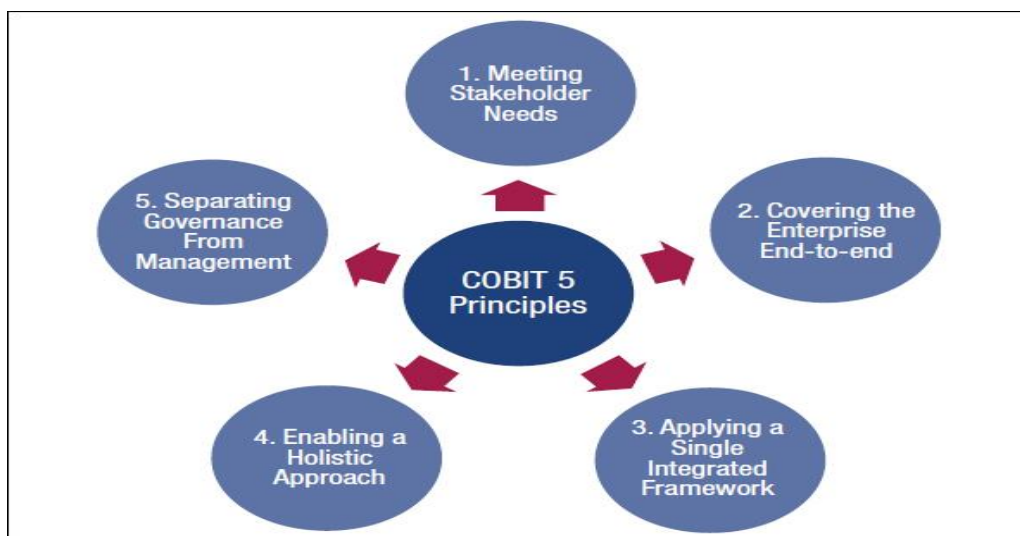 1. Meeting
Stakeholder
Needs
5. Separating
Governance
From
Management
2. Covering the
Enterprise
End-to-end
COBIT 5
Principles
4. Enabling a
Holistic
Approach
3. Applying a
Single
Integrated
Framework